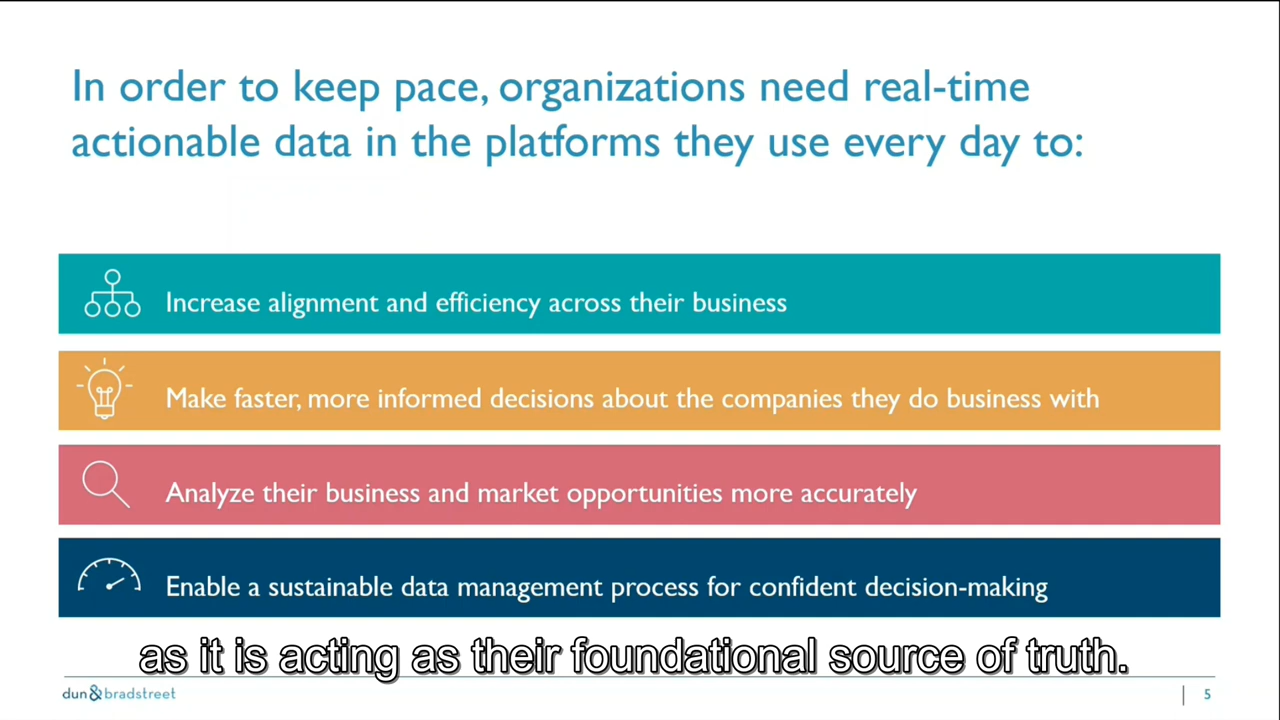 In order to keep pace, organizations need real-time
actionable data in the platforms they use every day to:
Increase alignment and efficiency across their business
Make faster, more informed decisions about the companies they do business with
Analyze their business and market opportunities more accurately
Enable a sustainable data management process for confident decision-making
as it is acting as their foundational source of truth.
dun&bradstreet
5